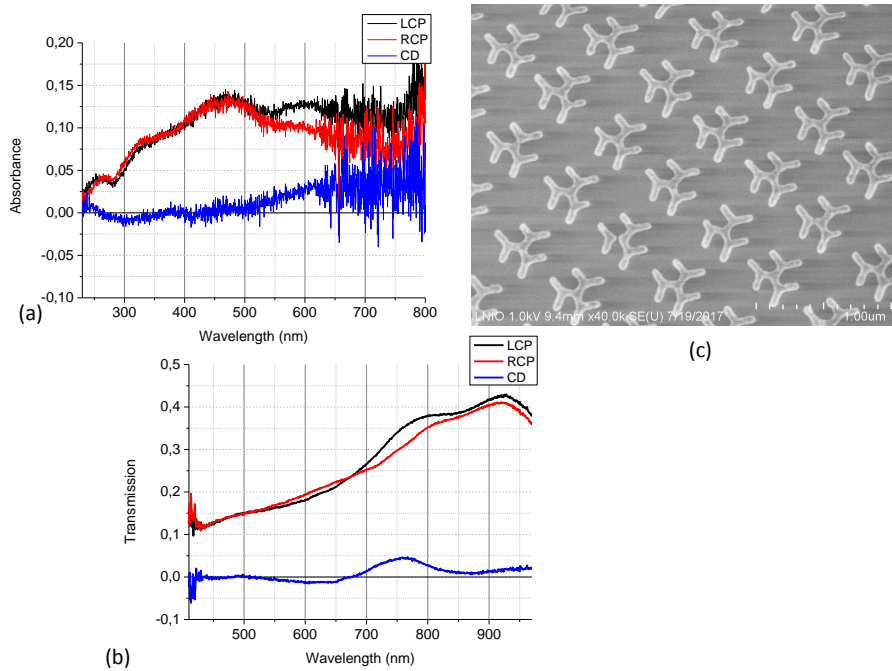 0,20
0,15
0,10
0,05
0,00
-0,05
-0,10
Absorbance
LCP
RCP
CD
300 400 500 600 700 800
Wavelength (nm)
(a)
LNIO 1.0kV 9.4mm x40.0k SE(U) 7/19/2017 1.00um
(c)
0,5
0,4
0,3
0,2
0,1
0,0
-0,1
Transmission
LCP
RCP
CD
500 600 700 800 900
Wavelength (nm)
(b)